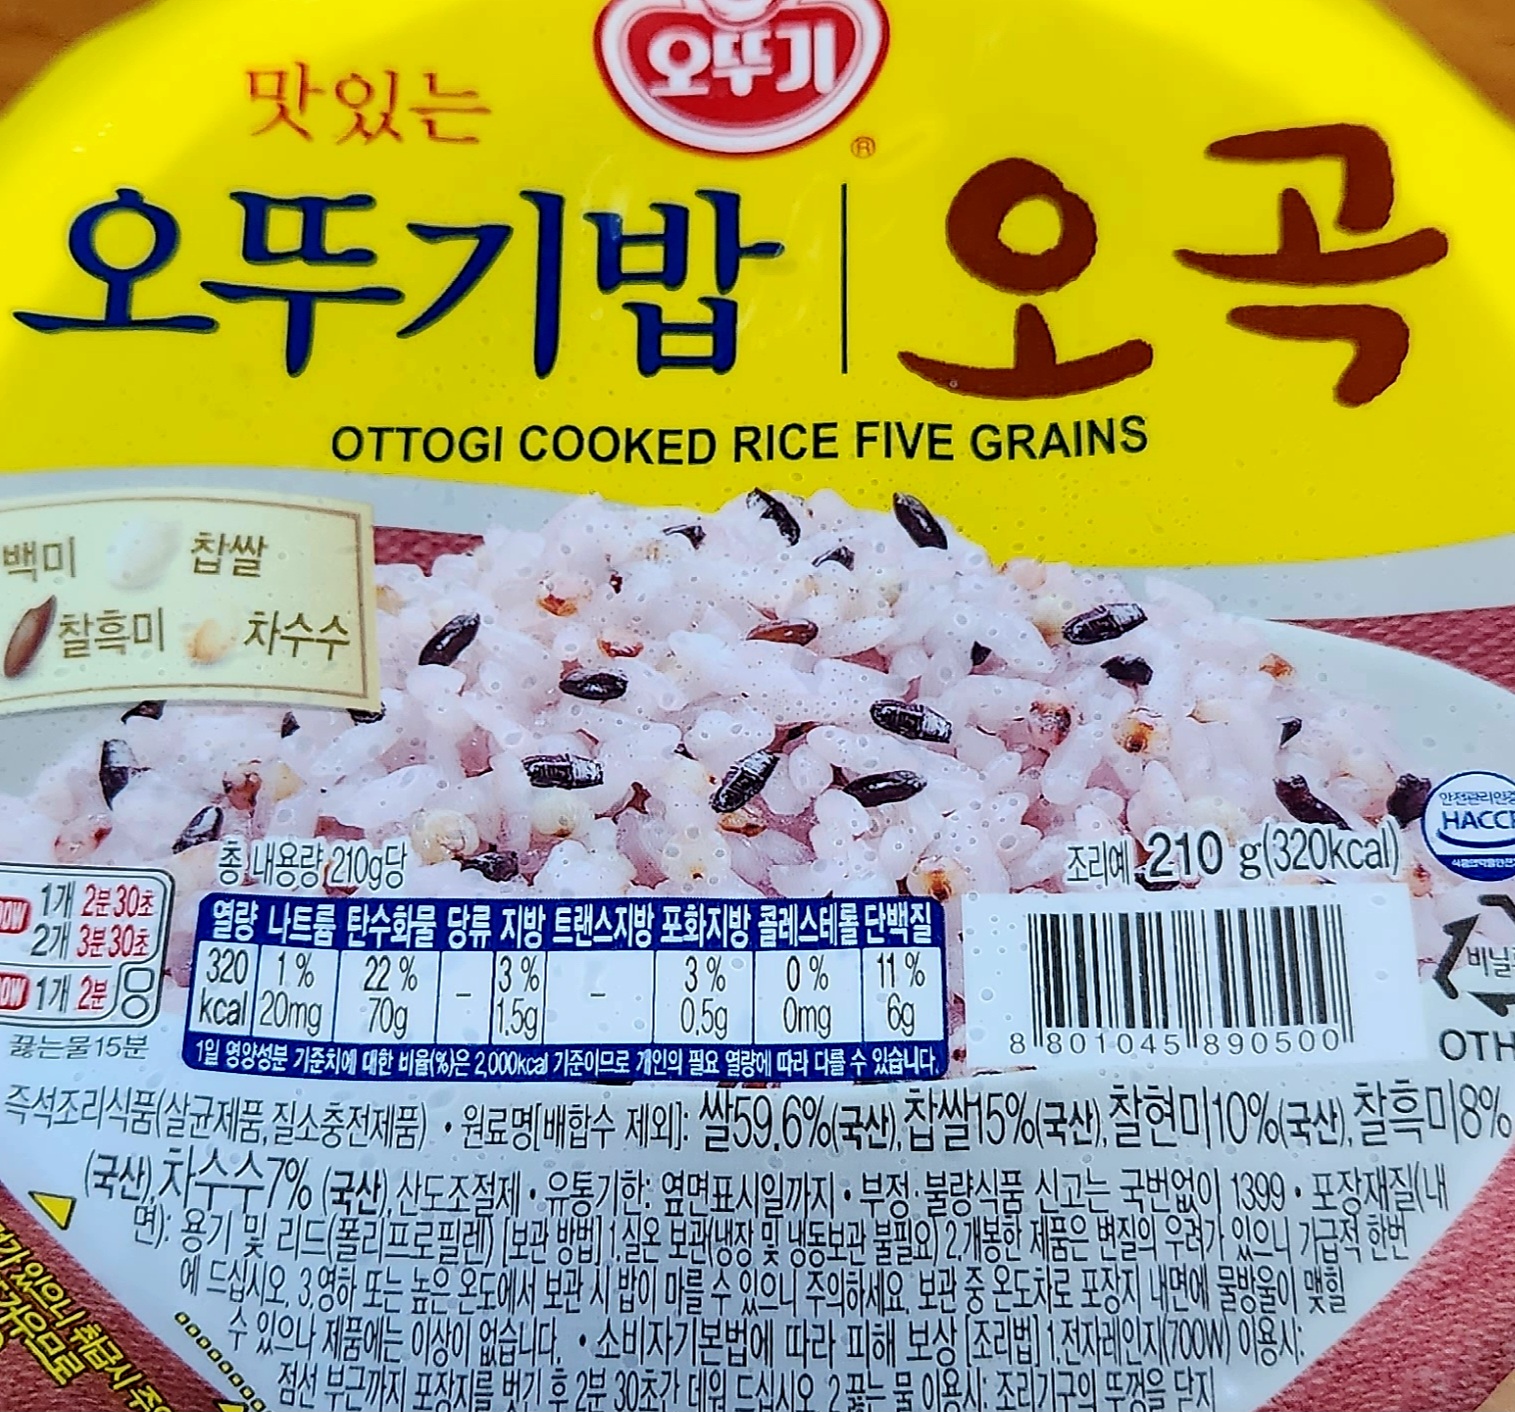 오뚜기
®
맛있는
오뚜기밥 | 오곡
OTTOGI COOKED RICE FIVE GRAINS
백미 찹쌀
찰흑미 차수수
안전관리인증
HACCP
총 내용량 210g당
조리예 210 g(320kcal)
1개 2분30초
2개 3분30초
1개 2분
끓는물15분
열량 나트륨 탄수화물 당류 지방 트랜스지방 포화지방 콜레스테롤 단백질
320 1% 22% – 3% – 3% 0% 11%
kcal 20mg 70g 1.5g 0.5g 0mg 6g
1일 영양성분 기준치에 대한 비율(%)은 2,000kcal 기준이므로 개인의 필요 열량에 따라 다를 수 있습니다.
8 801045 890500
비닐류
OTH
즉석조리식품(살균제품,질소충전제품) • 원료명[배합수 제외]: 쌀59.6%(국산), 찹쌀15%(국산), 찰현미10%(국산), 찰흑미8%
(국산), 차수수7% (국산), 산도조절제 • 유통기한: 옆면표시일까지 • 부정·불량식품 신고는 국번없이 1399 • 포장재질(내
면): 용기 및 리드(폴리프로필렌) [보관 방법] 1.실온 보관(냉장 및 냉동보관 불필요) 2.개봉한 제품은 변질의 우려가 있으니 가급적 한번
에 드십시오. 3.영하 또는 높은 온도에서 보관 시 밥이 마를 수 있으니 주의하세요. 보관 중 온도차로 포장지 내면에 물방울이 맺힐
수 있으나 제품에는 이상이 없습니다. • 소비자기본법에 따라 피해 보상 [조리법] 1.전자레인지(700W) 이용시:
점선 부근까지 포장지를 벗긴 후 2분 30초간 데워 드십시오. 2.끓는 물 이용시: 조리기구의 뚜껑을 닫지
있으니 취급시 주